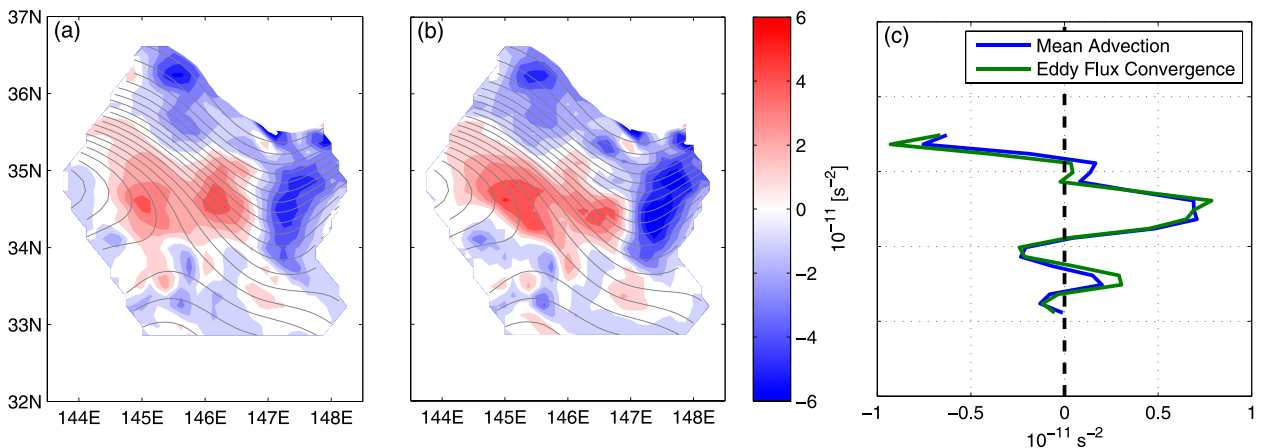 37N
36N
35N
34N
33N
32N
(a)
144E 145E 146E 147E 148E
(b)
144E 145E 146E 147E 148E
6
4
2
0
−2
−4
−6
10⁻¹¹ [s⁻²]
(c)
Mean Advection
Eddy Flux Convergence
−1 −0.5 0 0.5 1
10⁻¹¹ s⁻²